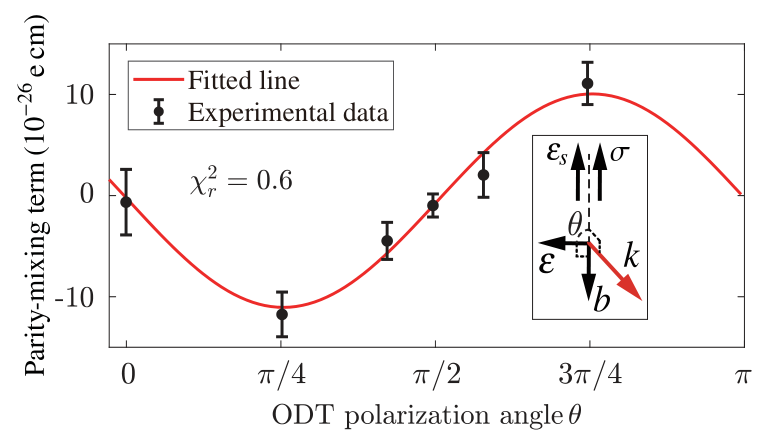 Parity-mixing term (10⁻²⁶ e cm)
10
0
-10
Fitted line
Experimental data
χ²ᵣ = 0.6
εₛ σ
θ
ε k
b
0 π/4 π/2 3π/4 π
ODT polarization angle θ